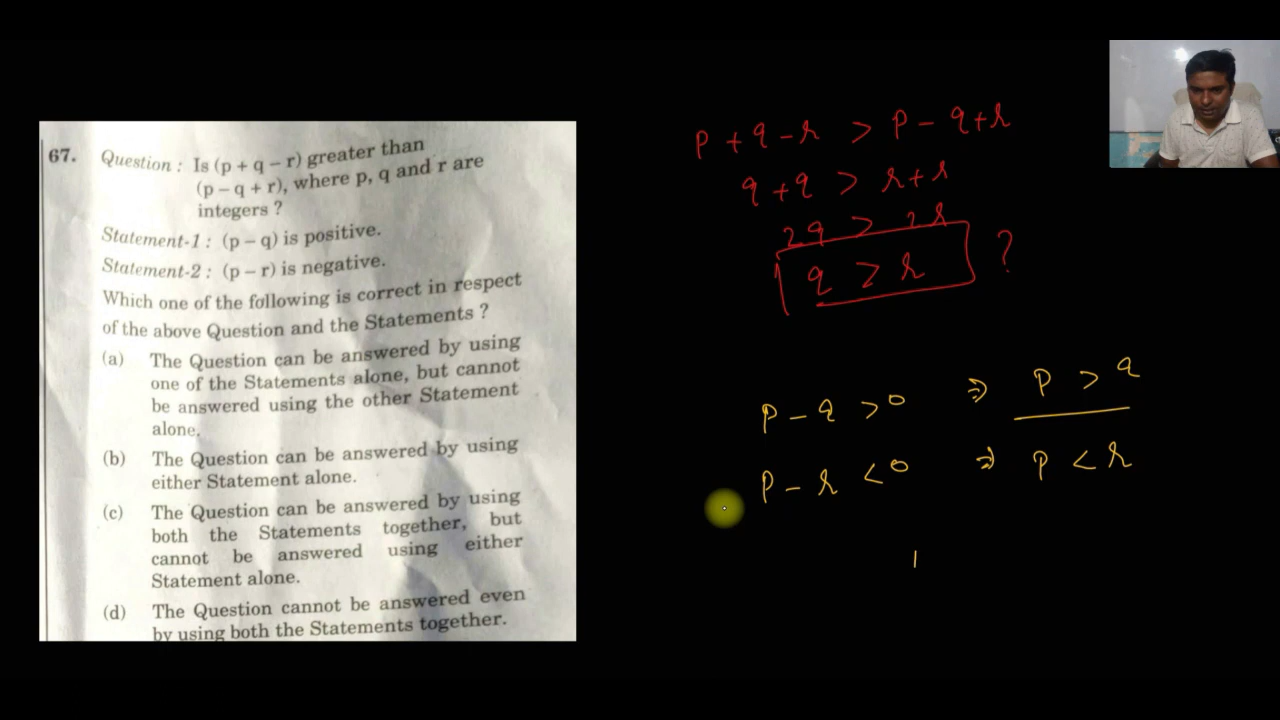 67. Question : Is (p + q – r) greater than
(p – q + r), where p, q and r are
integers ?
Statement-1 : (p – q) is positive.
Statement-2 : (p – r) is negative.
Which one of the following is correct in respect
of the above Question and the Statements ?
(a) The Question can be answered by using
one of the Statements alone, but cannot
be answered using the other Statement
alone.
(b) The Question can be answered by using
either Statement alone.
(c) The Question can be answered by using
both the Statements together, but
cannot be answered using either
Statement alone.
(d) The Question cannot be answered even
by using both the Statements together.
p + q - r > p - q + r
q + q > r + r
2q > 2r
q > r ?
p - q > 0 ⇒ p > q
p - r < 0 ⇒ p < r